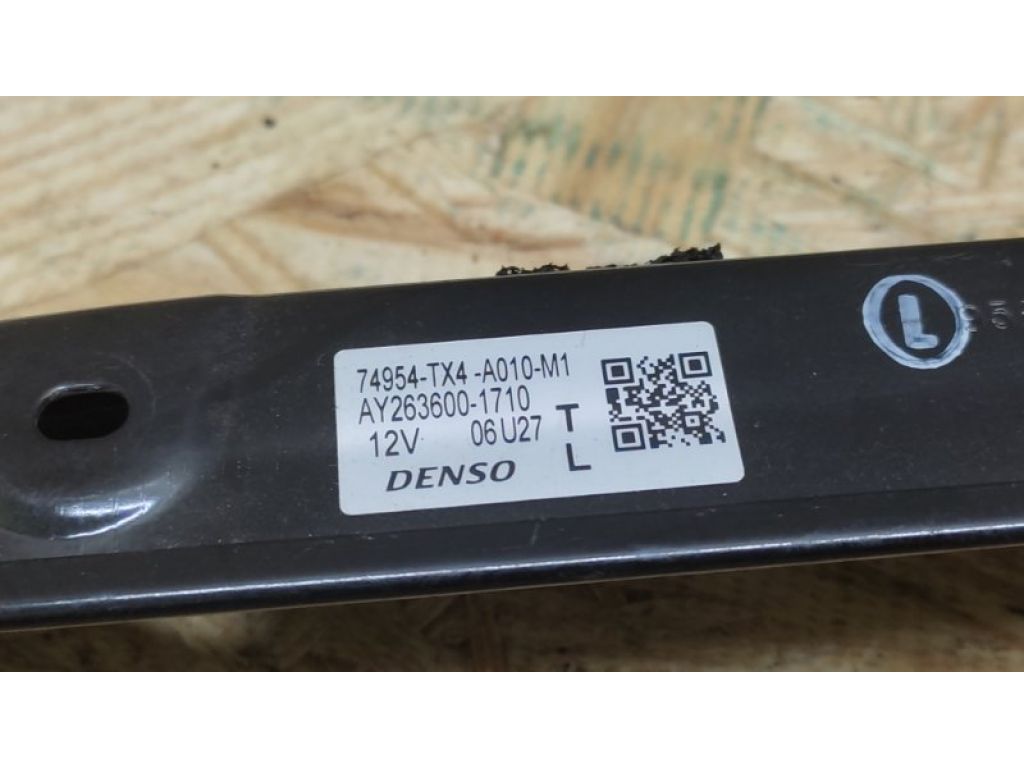 74954-TX4-A010-M1
AY263600-1710
12V 06U27
T
L
DENSO
L